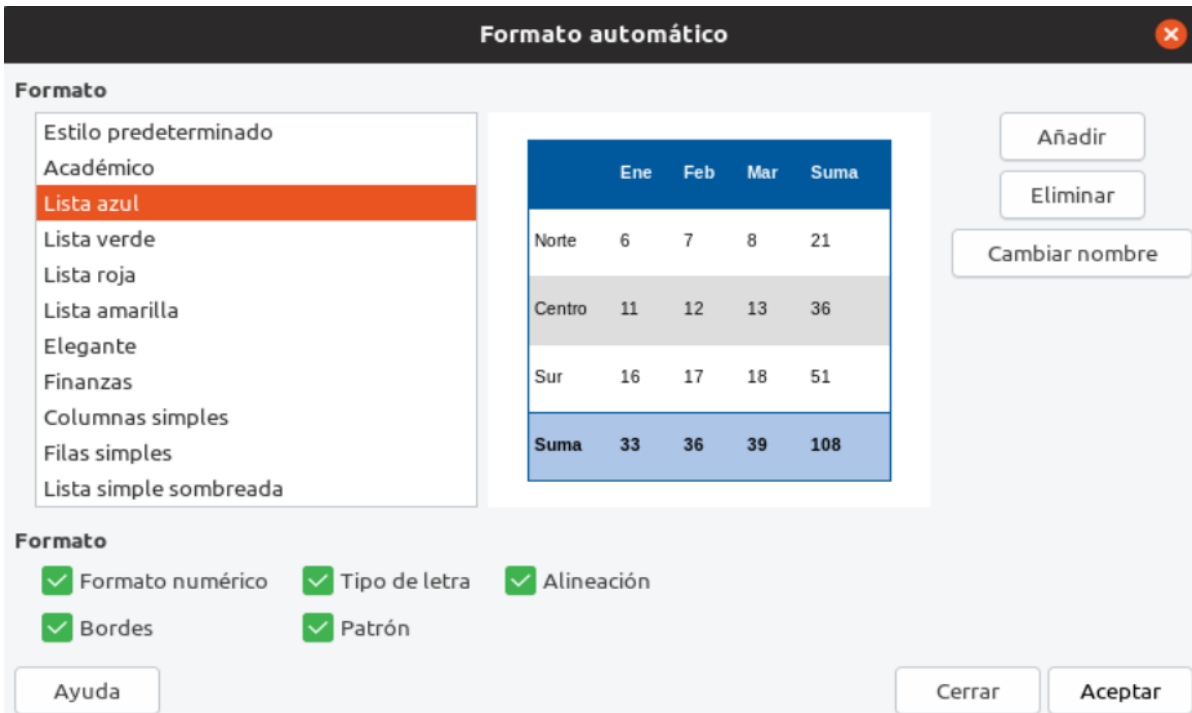 Formato automático
Formato
Estilo predeterminado
Académico
Lista azul
Lista verde
Lista roja
Lista amarilla
Elegante
Finanzas
Columnas simples
Filas simples
Lista simple sombreada
Ene Feb Mar Suma
Norte 6 7 8 21
Centro 11 12 13 36
Sur 16 17 18 51
Suma 33 36 39 108
Añadir
Eliminar
Cambiar nombre
Formato
Formato numérico Tipo de letra Alineación
Bordes Patrón
Ayuda Cerrar Aceptar